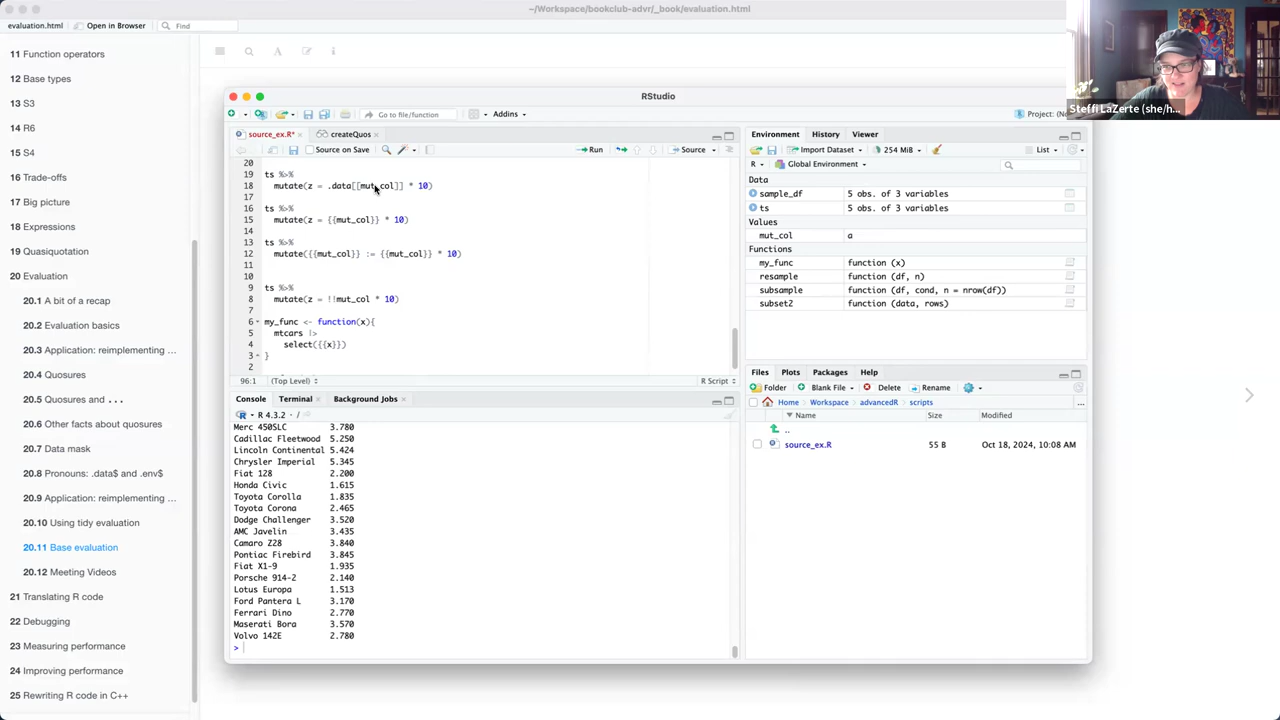 ~/Workspace/bookclub-advr/_book/evaluation.html
evaluation.html
Open in Browser
Find
11 Function operators
12 Base types
13 S3
14 R6
15 S4
16 Trade-offs
17 Big picture
18 Expressions
19 Quasiquotation
20 Evaluation
20.1 A bit of a recap
20.2 Evaluation basics
20.3 Application: reimplementing ...
20.4 Quosures
20.5 Quosures and ...
20.6 Other facts about quosures
20.7 Data mask
20.8 Pronouns: .data$ and .env$
20.9 Application: reimplementing ...
20.10 Using tidy evaluation
20.11 Base evaluation
20.12 Meeting Videos
21 Translating R code
22 Debugging
23 Measuring performance
24 Improving performance
25 Rewriting R code in C++
RStudio
Go to file/function
Addins
Project: (No
source_ex.R*
createQuos
Source on Save
Run
Source
20
19 ts %>%
18 mutate(z = .data[[mut_col]] * 10)
17
16 ts %>%
15 mutate(z = {{mut_col}} * 10)
14
13 ts %>%
12 mutate({{mut_col}} := {{mut_col}} * 10)
11
10
9 ts %>%
8 mutate(z = !!mut_col * 10)
7
6 my_func <- function(x){
5 mtcars |>
4 select({{x}})
3 }
2
96:1 (Top Level) R Script
Console Terminal Background Jobs
R 4.3.2 · /
Merc 450SLC 3.780
Cadillac Fleetwood 5.250
Lincoln Continental 5.424
Chrysler Imperial 5.345
Fiat 128 2.200
Honda Civic 1.615
Toyota Corolla 1.835
Toyota Corona 2.465
Dodge Challenger 3.520
AMC Javelin 3.435
Camaro Z28 3.840
Pontiac Firebird 3.845
Fiat X1-9 1.935
Porsche 914-2 2.140
Lotus Europa 1.513
Ford Pantera L 3.170
Ferrari Dino 2.770
Maserati Bora 3.570
Volvo 142E 2.780
>
Environment History Viewer
Import Dataset 254 MiB List
R Global Environment
Data
sample_df 5 obs. of 3 variables
ts 5 obs. of 3 variables
Values
mut_col a
Functions
my_func function (x)
resample function (df, n)
subsample function (df, cond, n = nrow(df))
subset2 function (data, rows)
Files Plots Packages Help
Folder Blank File Delete Rename
Home Workspace advancedR scripts ...
Name Size Modified
..
source_ex.R 55 B Oct 18, 2024, 10:08 AM
Steffi LaZerte (she/h...